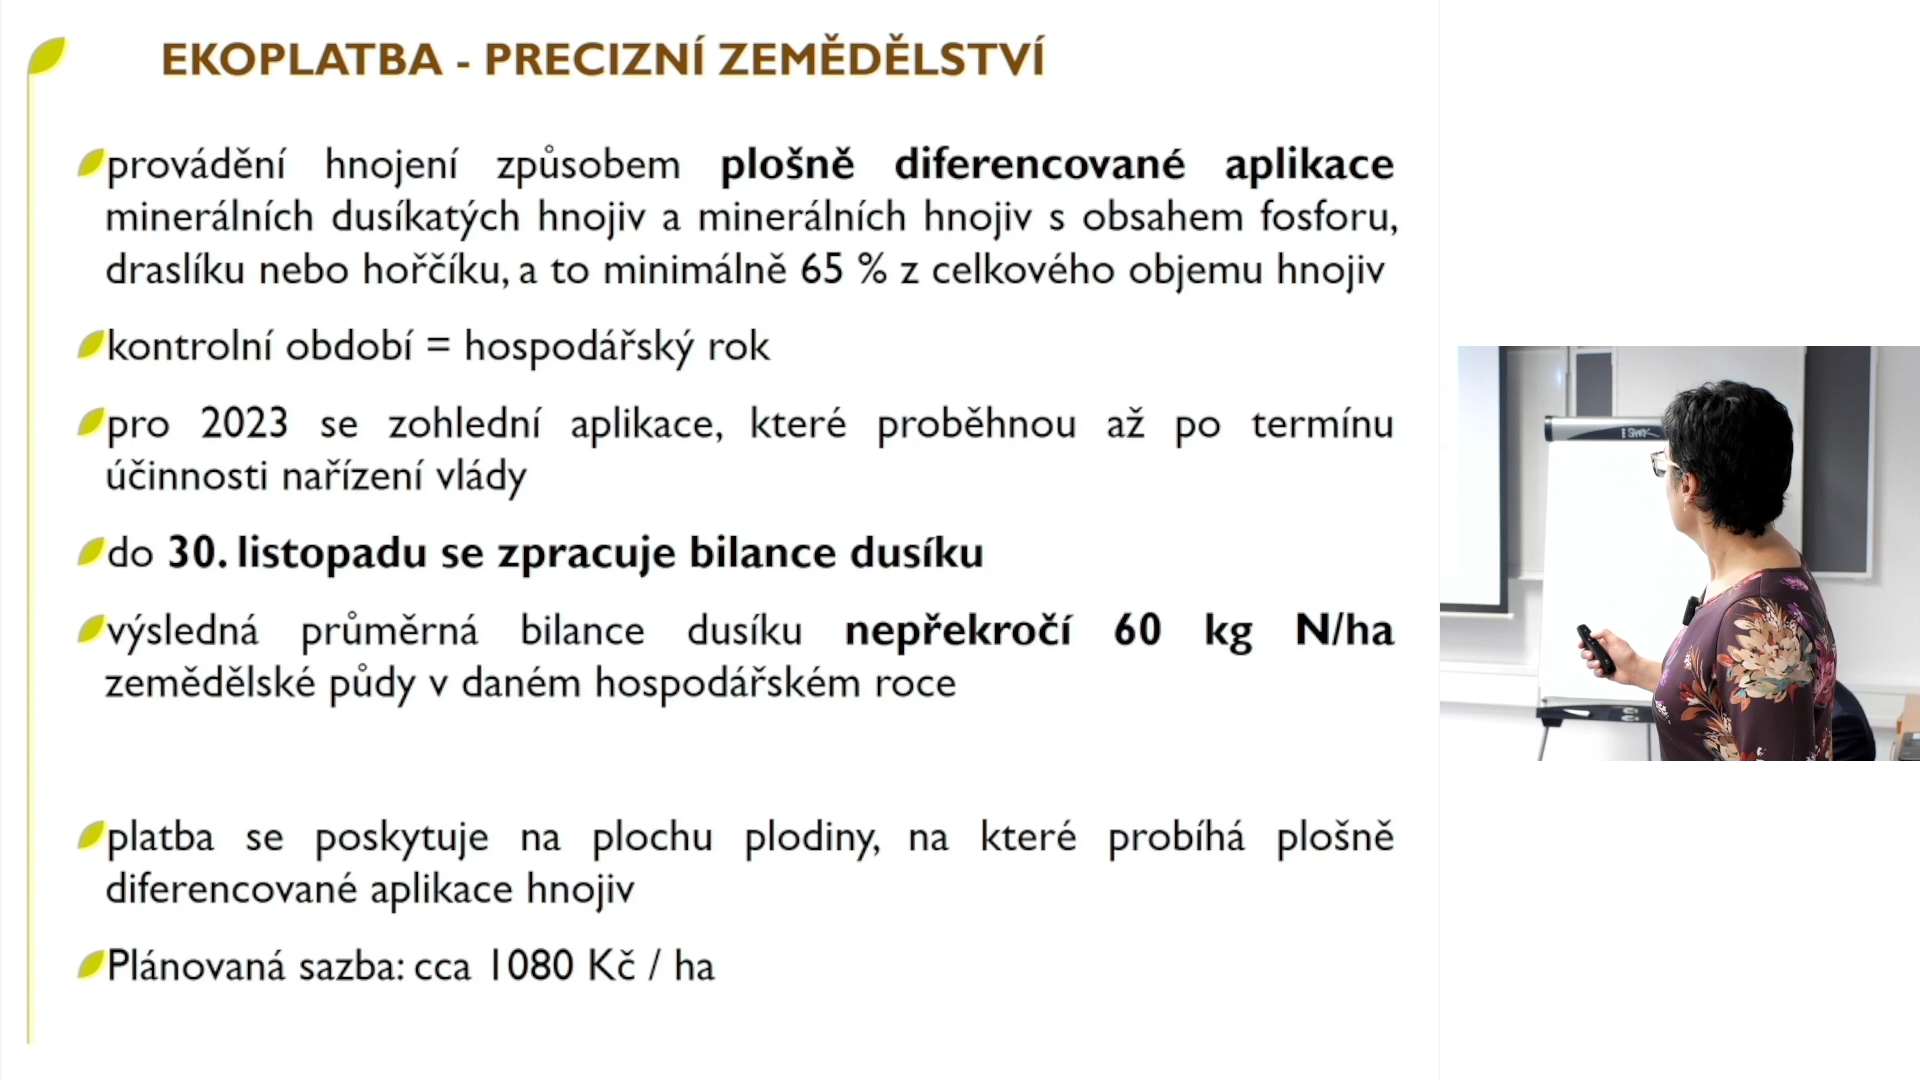 EKOPLATBA - PRECIZNÍ ZEMĚDĚLSTVÍ
provádění hnojení způsobem plošně diferencované aplikace
minerálních dusíkatých hnojiv a minerálních hnojiv s obsahem fosforu,
draslíku nebo hořčíku, a to minimálně 65 % z celkového objemu hnojiv
kontrolní období = hospodářský rok
pro 2023 se zohlední aplikace, které proběhnou až po termínu
účinnosti nařízení vlády
do 30. listopadu se zpracuje bilance dusíku
výsledná průměrná bilance dusíku nepřekročí 60 kg N/ha
zemědělské půdy v daném hospodářském roce
platba se poskytuje na plochu plodiny, na které probíhá plošně
diferencované aplikace hnojiv
Plánovaná sazba: cca 1080 Kč / ha